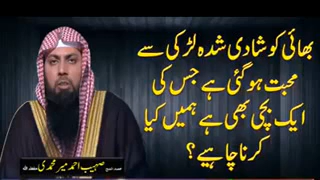 بھائی کو شادی شدہ لڑکی سے
محبت ہو گئی ہے جس کی
ایک بچی بھی ہے ہمیں کیا
کرنا چاہیے؟
صہیب احمد میر محمدی